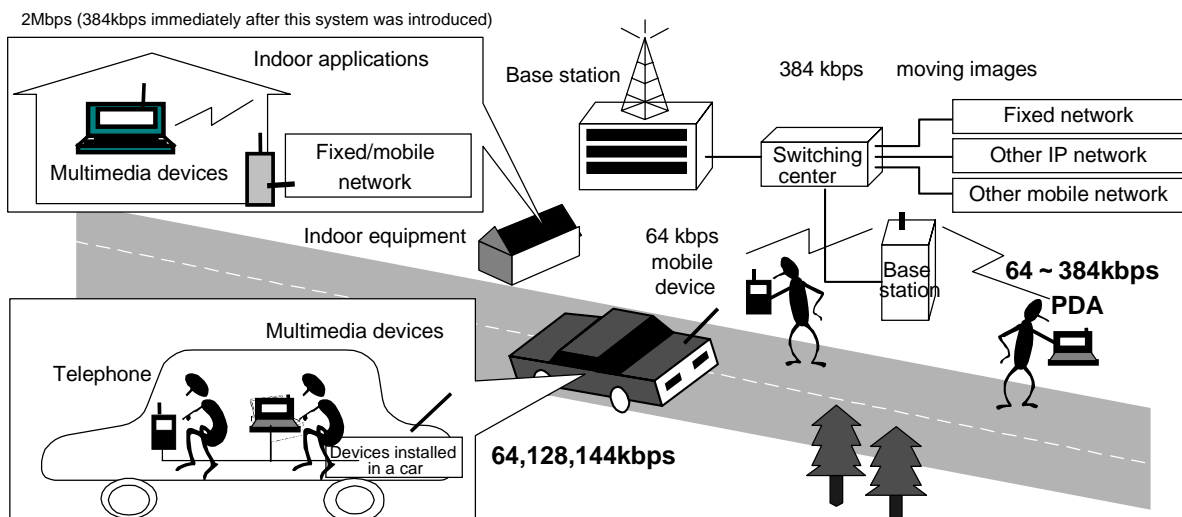 2Mbps (384kbps immediately after this system was introduced)
Indoor applications
Multimedia devices
Fixed/mobile
network
Base station
384 kbps moving images
Switching
center
Fixed network
Other IP network
Other mobile network
Indoor equipment
64 kbps
mobile
device
Base
station
64 ~ 384kbps
PDA
Multimedia devices
Telephone
Devices installed
in a car
64,128,144kbps